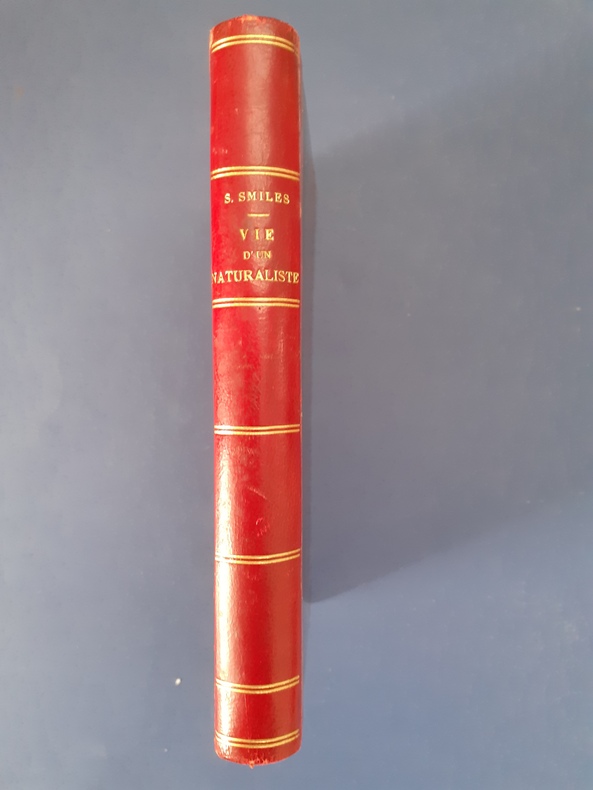 S. SMILES
VIE
D'UN
NATURALISTE